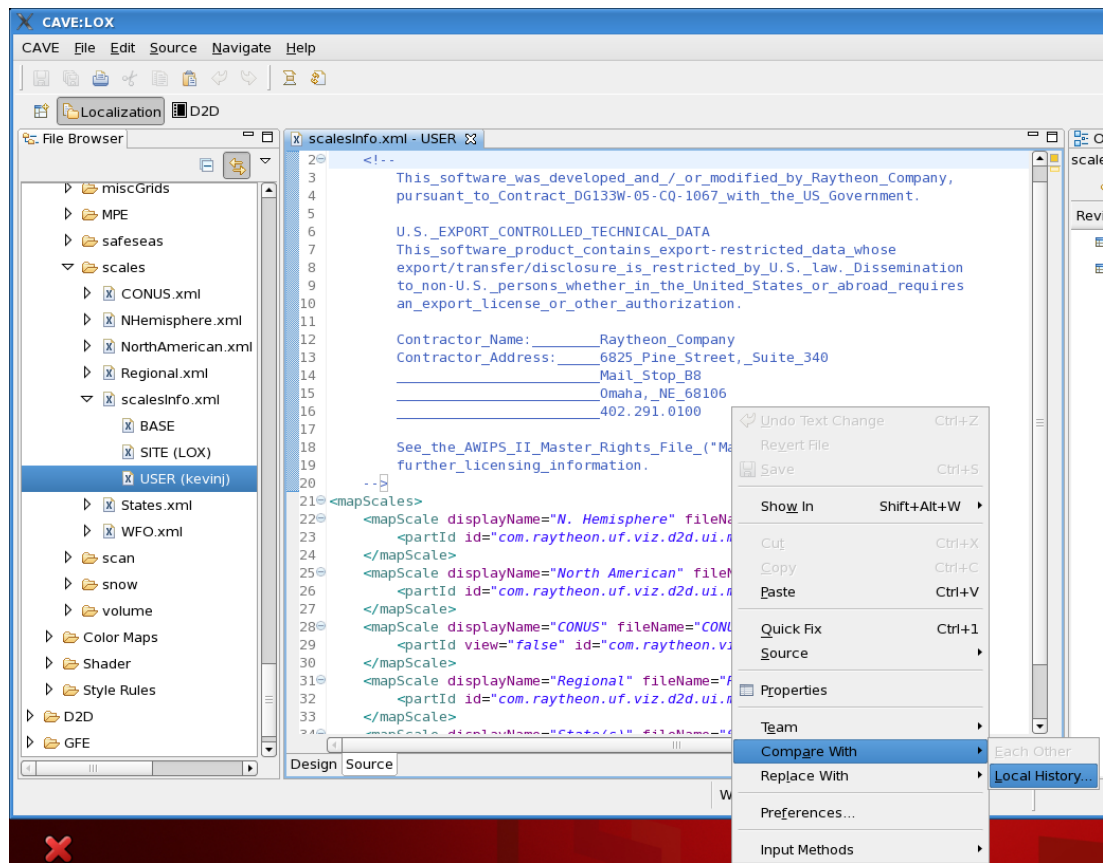 CAVE:LOX
CAVE File Edit Source Navigate Help
Localization D2D
File Browser
miscGrids
MPE
safeseas
scales
CONUS.xml
NHemisphere.xml
NorthAmerican.xml
Regional.xml
scalesInfo.xml
BASE
SITE (LOX)
USER (kevinj)
States.xml
WFO.xml
scan
snow
volume
Color Maps
Shader
Style Rules
D2D
GFE
scalesInfo.xml - USER
2 <!--
3 This_software_was_developed_and_/_or_modified_by_Raytheon_Company,
4 pursuant_to_Contract_DG133W-05-CQ-1067_with_the_US_Government.
5
6 U.S._EXPORT_CONTROLLED_TECHNICAL_DATA
7 This_software_product_contains_export-restricted_data_whose
8 export/transfer/disclosure_is_restricted_by_U.S._law._Dissemination
9 to_non-U.S._persons_whether_in_the_United_States_or_abroad_requires
10 an_export_license_or_other_authorization.
11
12 Contractor_Name:________Raytheon_Company
13 Contractor_Address:_____6825_Pine_Street,_Suite_340
14 ________________________Mail_Stop_B8
15 ________________________Omaha,_NE_68106
16 ________________________402.291.0100
17
18 See_the_AWIPS_II_Master_Rights_File_("Ma
19 further_licensing_information.
20 -->
21 <mapScales>
22 <mapScale displayName="N. Hemisphere" fileNa
23 <partId id="com.raytheon.uf.viz.d2d.ui.m
24 </mapScale>
25 <mapScale displayName="North American" fileN
26 <partId id="com.raytheon.uf.viz.d2d.ui.m
27 </mapScale>
28 <mapScale displayName="CONUS" fileName="CONU
29 <partId view="false" id="com.raytheon.vi
30 </mapScale>
31 <mapScale displayName="Regional" fileName="R
32 <partId id="com.raytheon.uf.viz.d2d.ui.m
33 </mapScale>
34 <mapScale displayName="State(s)" fileName="S
Design Source
O
scale
Revi
W
Undo Text Change Ctrl+Z
Revert File
Save Ctrl+S
Show In Shift+Alt+W
Cut Ctrl+X
Copy Ctrl+C
Paste Ctrl+V
Quick Fix Ctrl+1
Source
Properties
Team
Compare With
Replace With
Preferences...
Input Methods
Each Other
Local History...